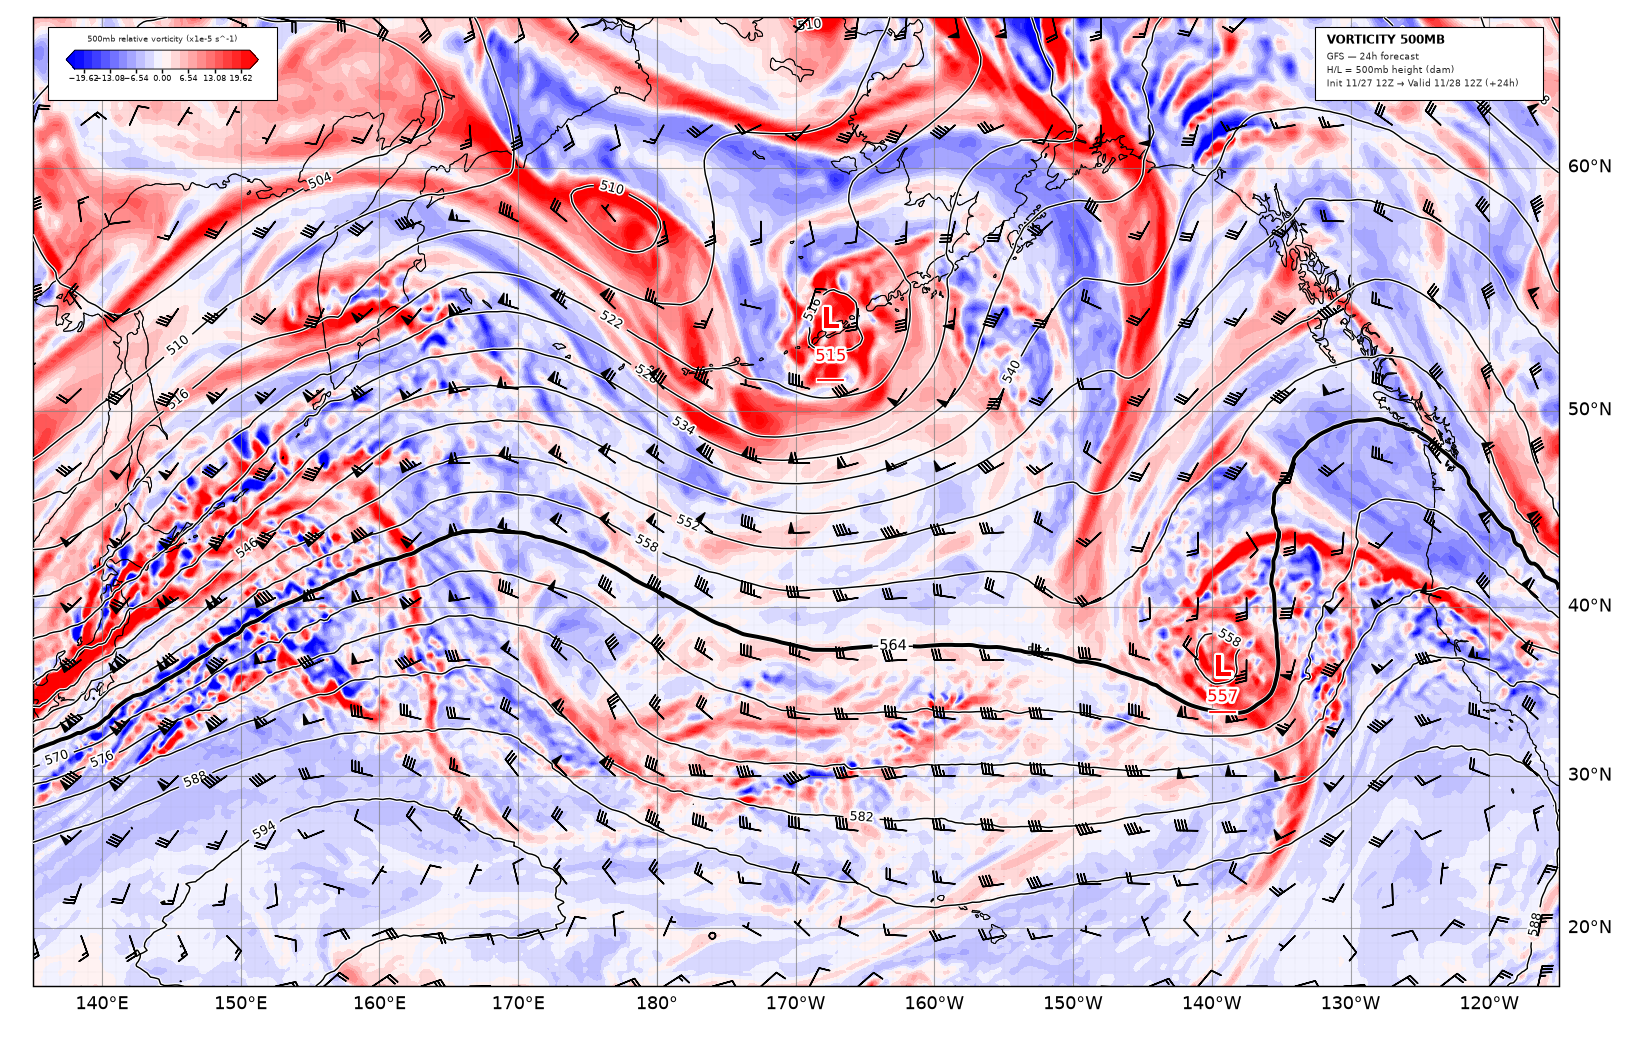 500mb relative vorticity (x1e-5 s^-1)
−19.62 −13.08 −6.54 0.00 6.54 13.08 19.62
VORTICITY 500MB
GFS — 24h forecast
H/L = 500mb height (dam)
Init 11/27 12Z → Valid 11/28 12Z (+24h)
510
504
510
60°N
516
L
515
522
510
528
540
516
50°N
534
552
546
558
40°N
558
564
L
557
570
576
588
30°N
582
594
588
20°N
140°E 150°E 160°E 170°E 180° 170°W 160°W 150°W 140°W 130°W 120°W